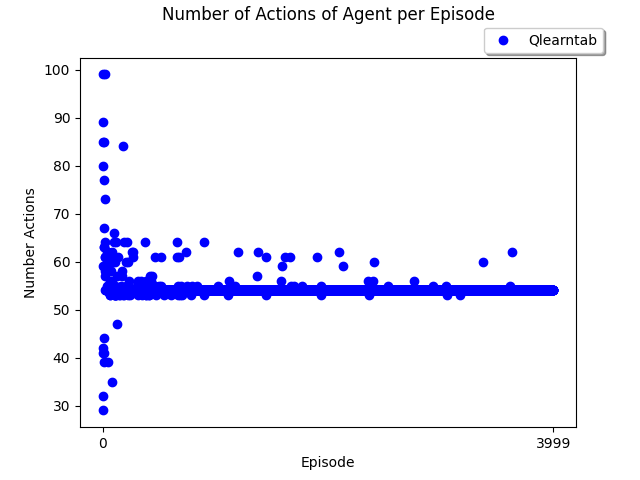 Number of Actions of Agent per Episode
Qlearntab
100
90
80
70
60
50
40
30
Number Actions
0
3999
Episode